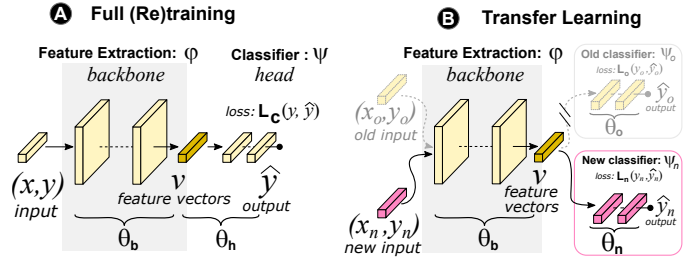 A Full (Re)training
Feature Extraction: φ
Classifier : Ψ
backbone
head
loss: L_C(y, ŷ)
(x,y)
input
v
feature vectors
ŷ
output
θ_b
θ_h
B Transfer Learning
Feature Extraction: φ
backbone
(x_o, y_o)
old input
(x_n, y_n)
new input
v
feature
vectors
θ_b
Old classifier: Ψ_o
loss: L_o(y_o, ŷ_o)
ŷ_o
output
θ_o
New classifier: Ψ_n
loss: L_n(y_n, ŷ_n)
ŷ_n
output
θ_n